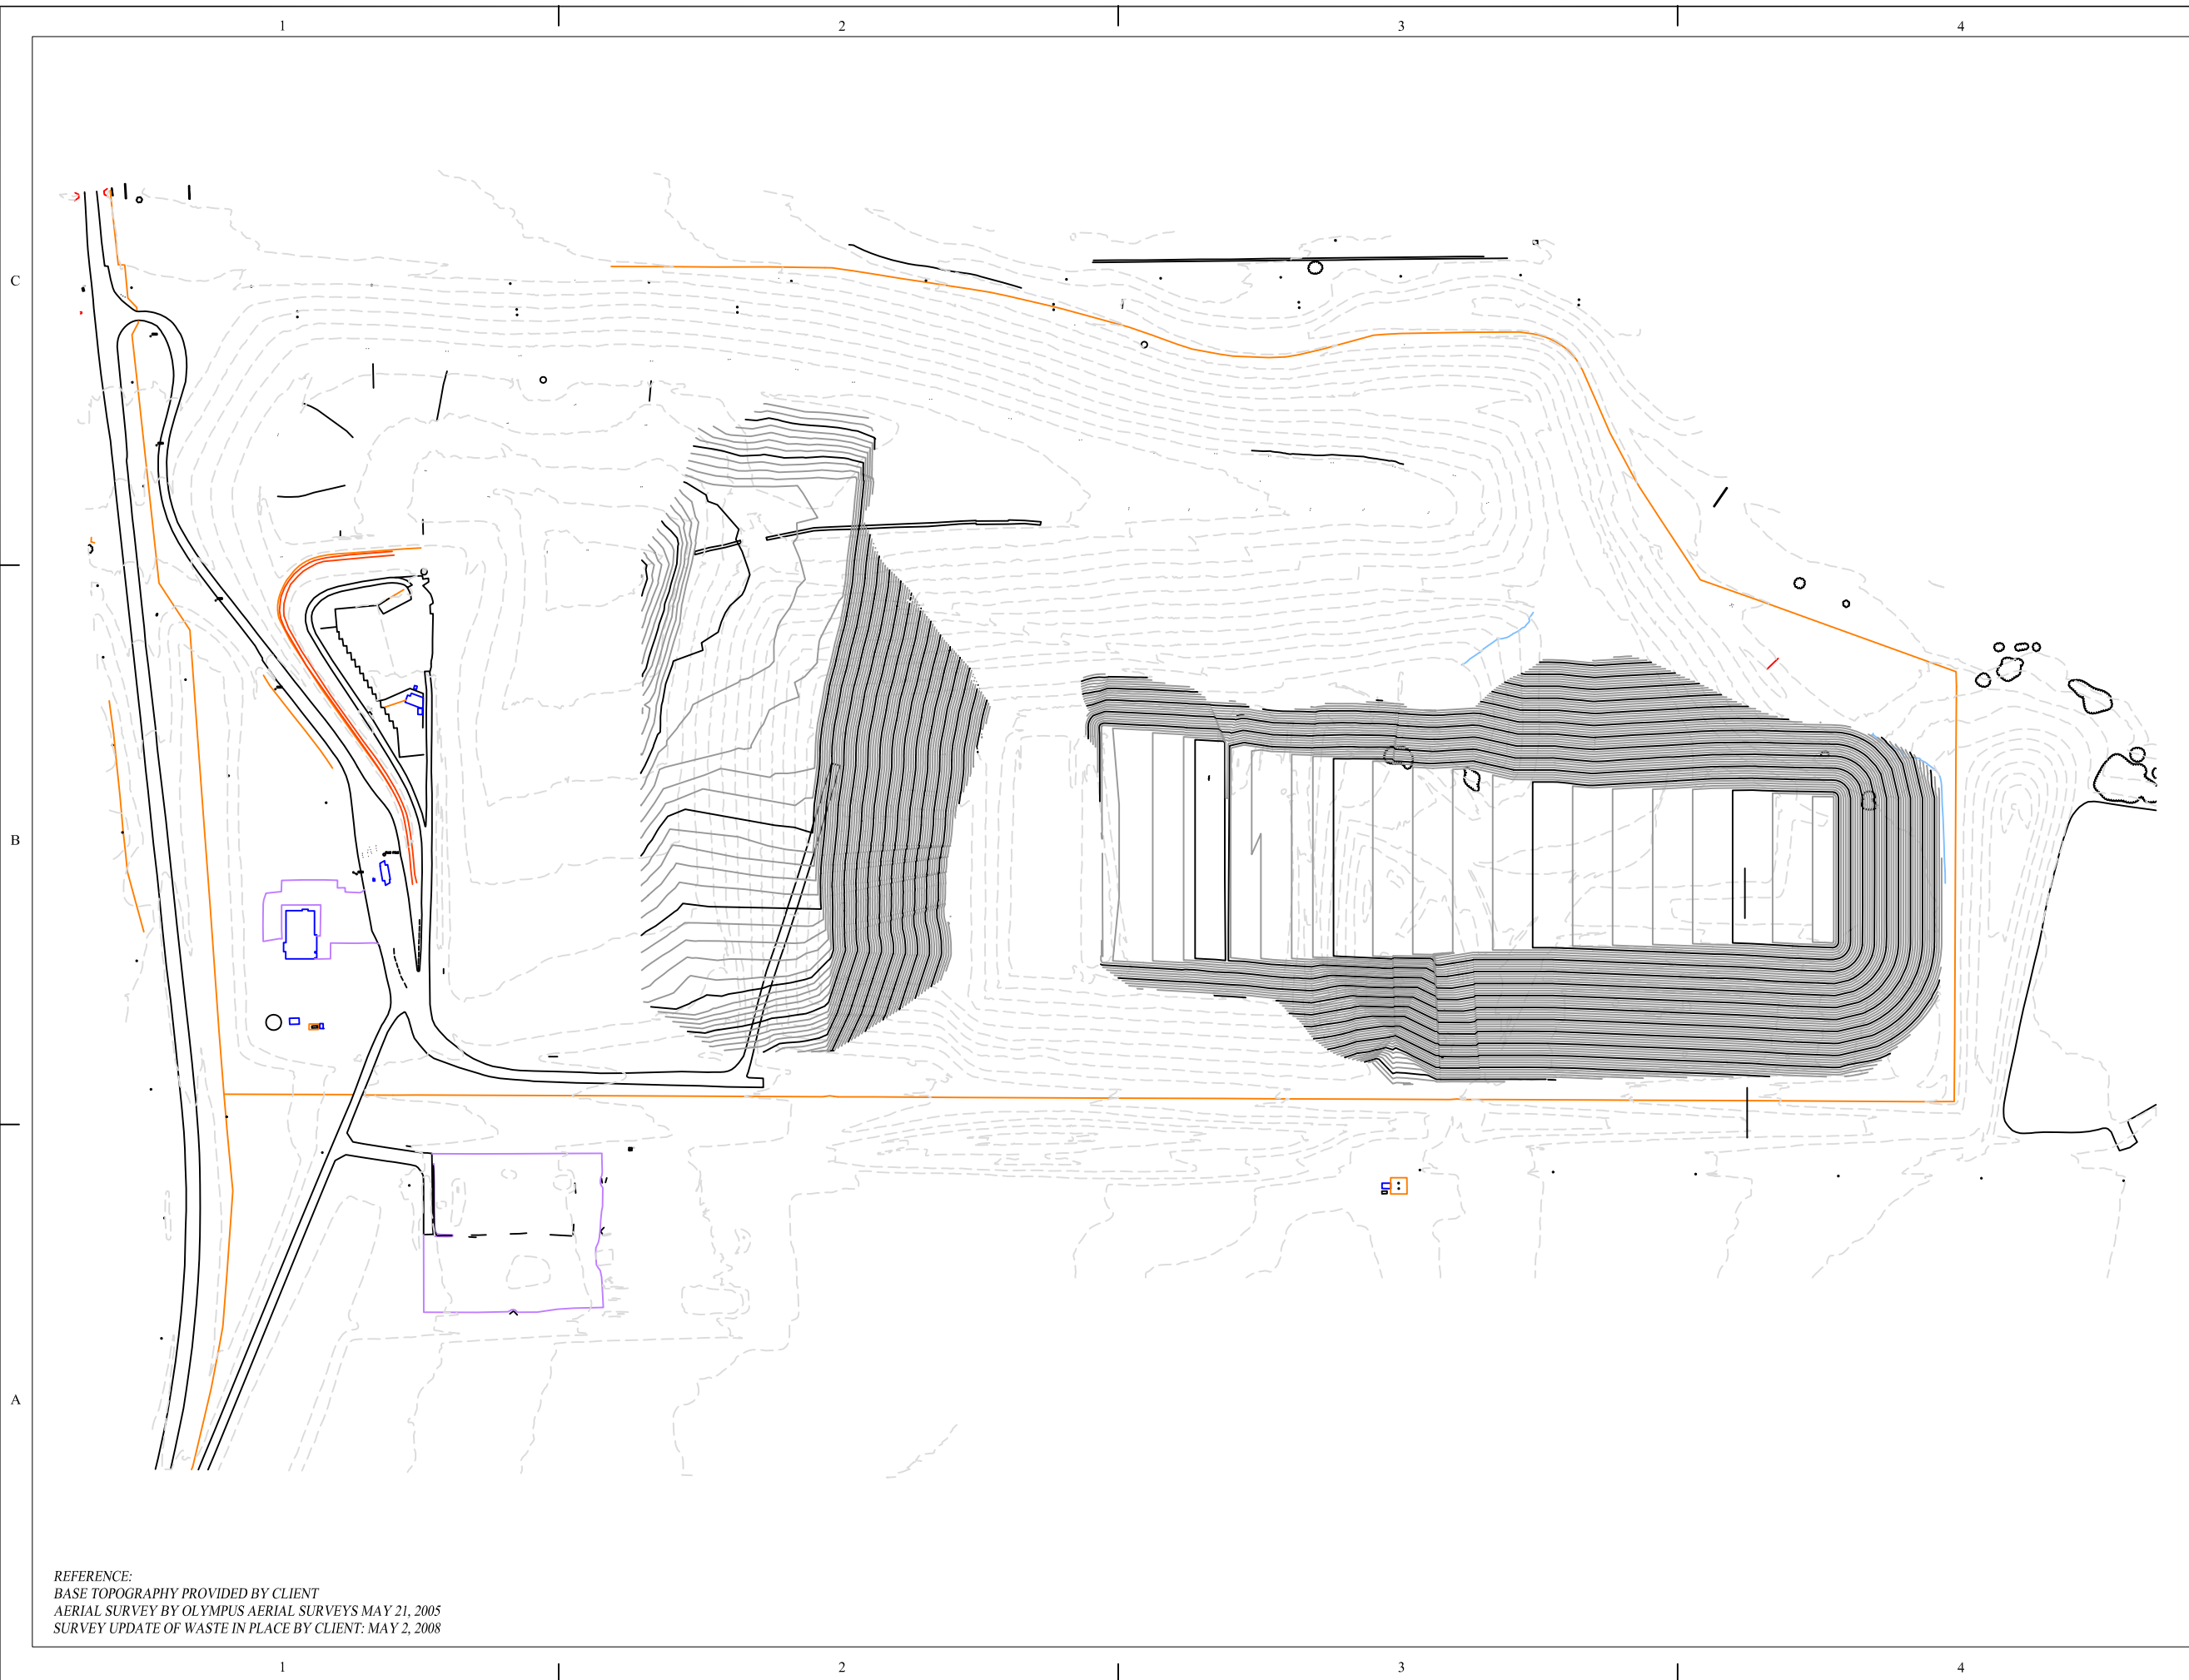 1 2 3 4
C
B
A
REFERENCE:
BASE TOPOGRAPHY PROVIDED BY CLIENT
AERIAL SURVEY BY OLYMPUS AERIAL SURVEYS MAY 21, 2005
SURVEY UPDATE OF WASTE IN PLACE BY CLIENT: MAY 2, 2008
1 2 3 4